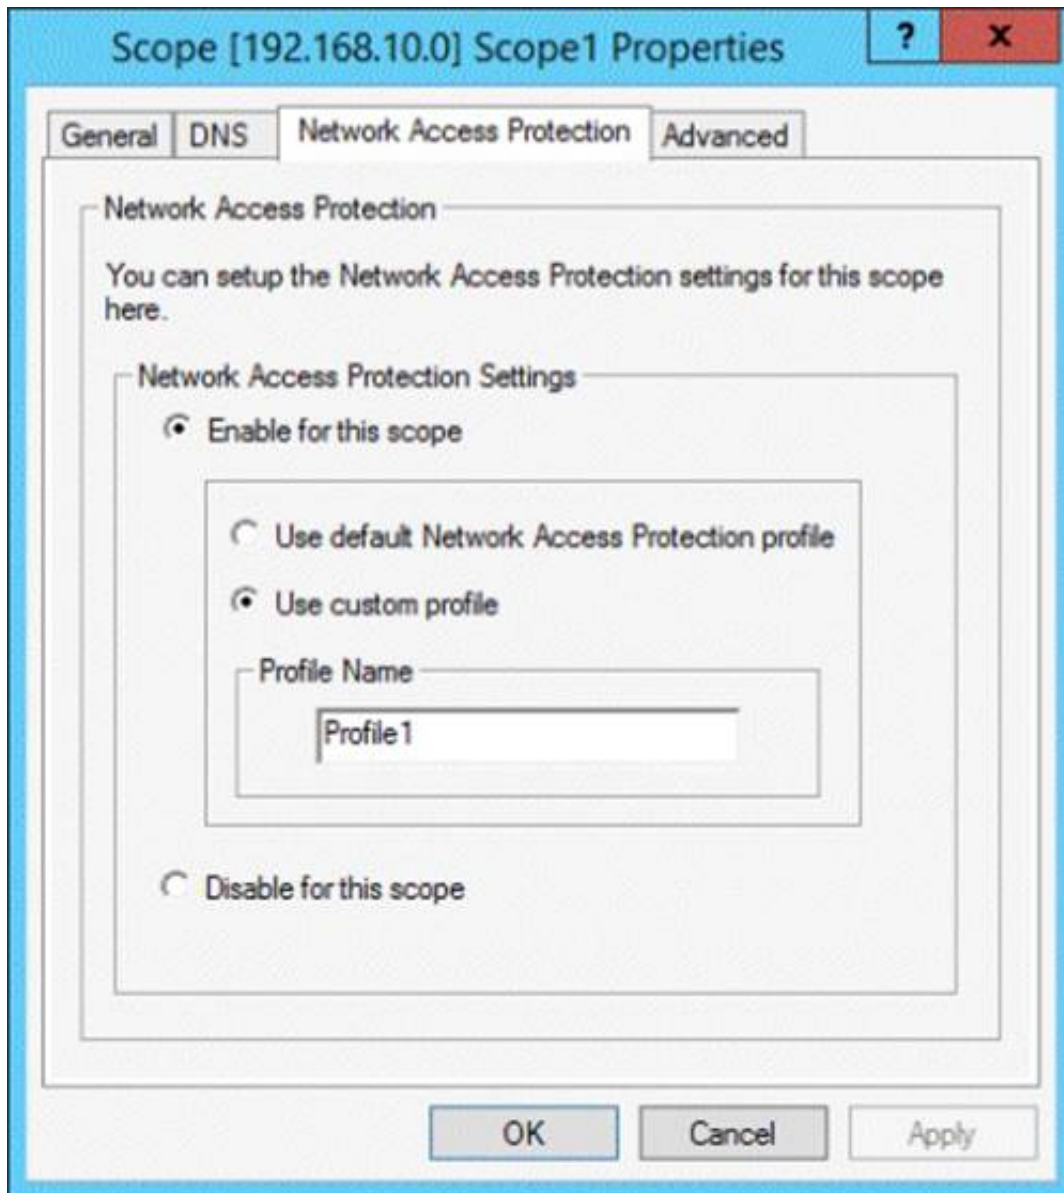 Scope [192.168.10.0] Scope1 Properties
?
x
General
DNS
Network Access Protection
Advanced
Network Access Protection
You can setup the Network Access Protection settings for this scope
here.
Network Access Protection Settings
Enable for this scope
Use default Network Access Protection profile
Use custom profile
Profile Name
Profile1
Disable for this scope
OK
Cancel
Apply